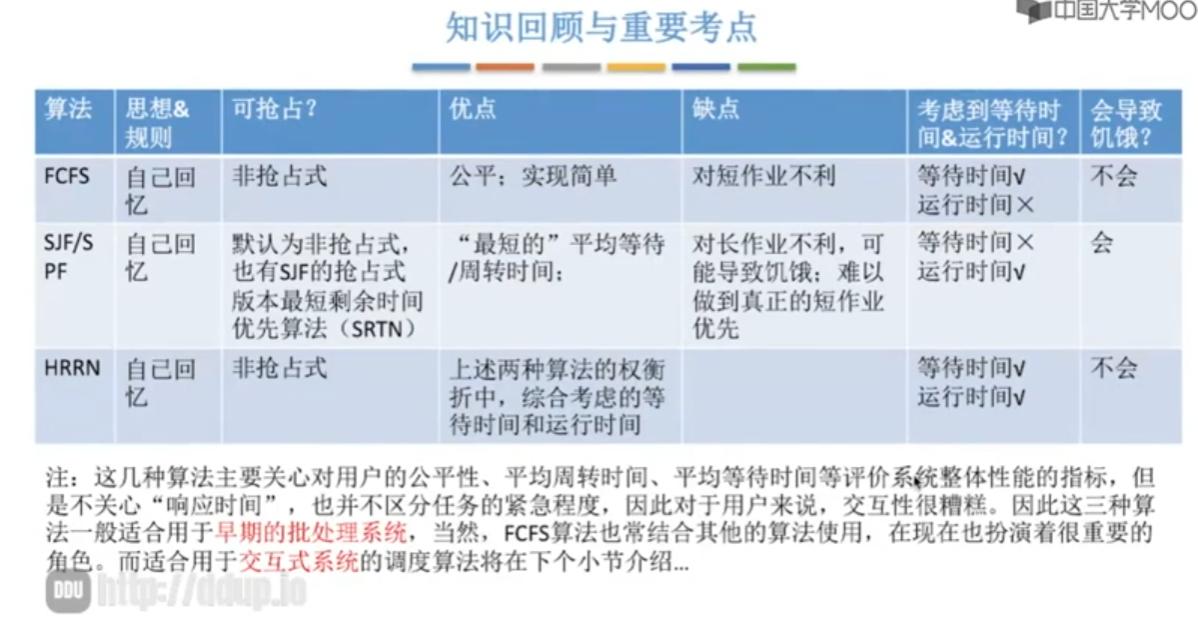 中国大学MOO
知识回顾与重要考点
算法
思想&
规则
可抢占？
优点
缺点
考虑到等待时
间&运行时间？
会导致
饥饿？
FCFS
自己回
忆
非抢占式
公平；实现简单
对短作业不利
等待时间√
运行时间×
不会
SJF/S
PF
自己回
忆
默认为非抢占式，
也有SJF的抢占式
版本最短剩余时间
优先算法（SRTN）
“最短的”平均等待
/周转时间；
对长作业不利，可
能导致饥饿；难以
做到真正的短作业
优先
等待时间×
运行时间√
会
HRRN
自己回
忆
非抢占式
上述两种算法的权衡
折中，综合考虑的等
待时间和运行时间
等待时间√
运行时间√
不会
注：这几种算法主要关心对用户的公平性、平均周转时间、平均等待时间等评价系统整体性能的指标，但
是不关心“响应时间”，也并不区分任务的紧急程度，因此对于用户来说，交互性很糟糕。因此这三种算
法一般适合用于早期的批处理系统，当然，FCFS算法也常结合其他的算法使用，在现在也扮演着很重要的
角色。而适合用于交互式系统的调度算法将在下个小节介绍...
DDU http://ddup.io